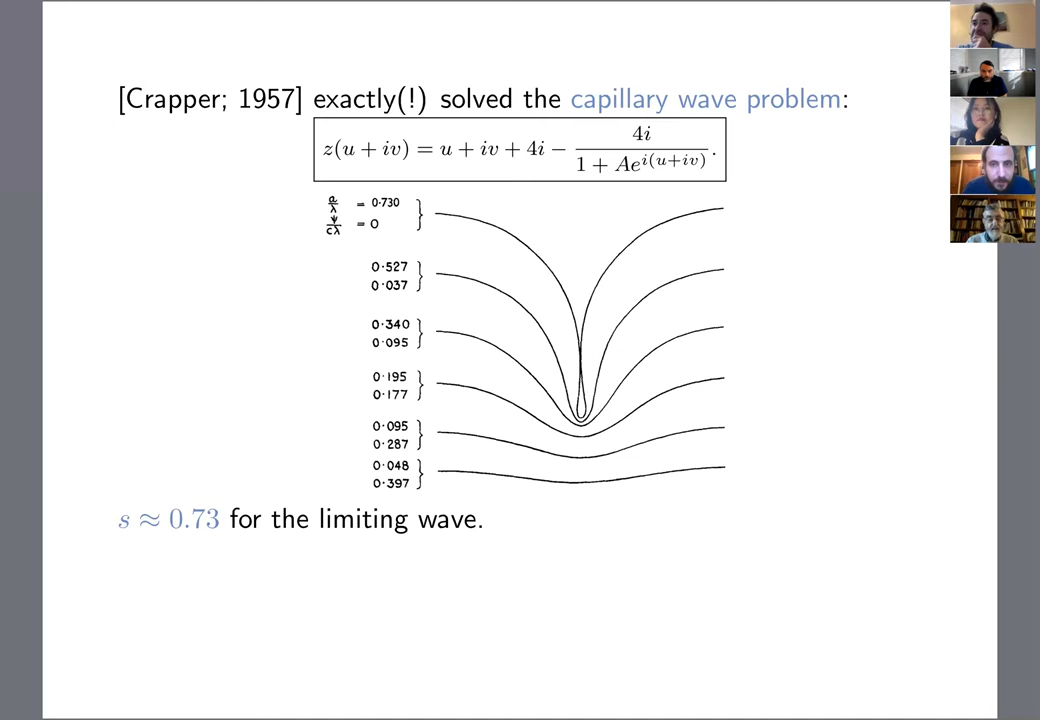 [Crapper; 1957] exactly(!) solved the capillary wave problem:
z(u + iv) = u + iv + 4i − 4i / (1 + Ae^{i(u+iv)}).
a/λ = 0·730
ψ/cλ = 0
0·527
0·037
0·340
0·095
0·195
0·177
0·095
0·287
0·048
0·397
s ≈ 0.73 for the limiting wave.